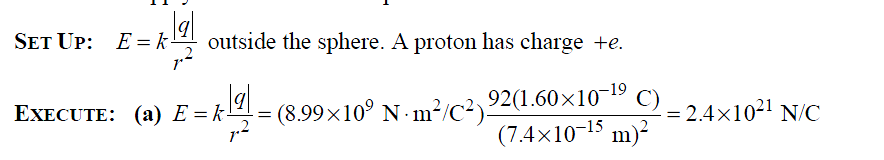 SET UP: E = k|q|/r² outside the sphere. A proton has charge +e.
EXECUTE: (a) E = k|q|/r² = (8.99×10⁹ N·m²/C²) 92(1.60×10⁻¹⁹ C)/(7.4×10⁻¹⁵ m)² = 2.4×10²¹ N/C